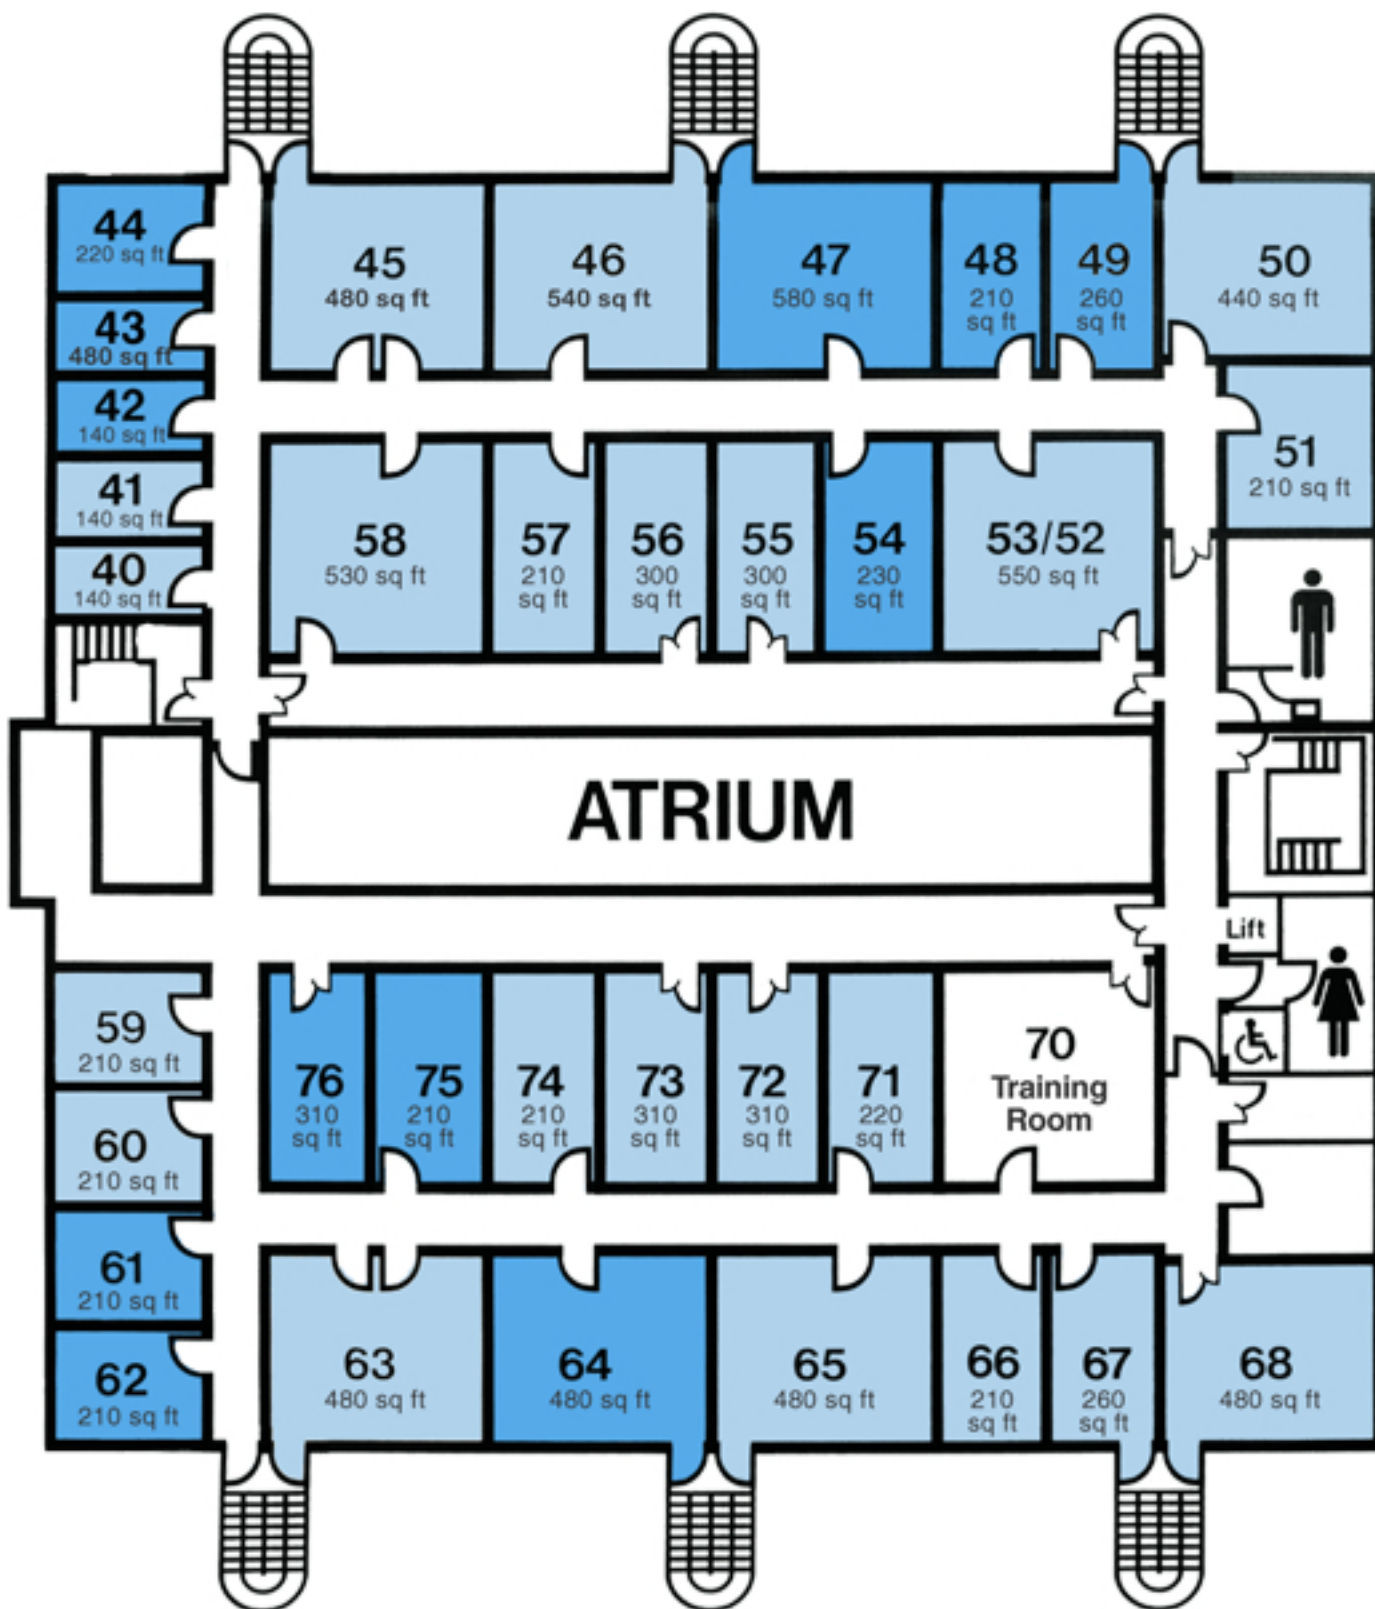 44
220 sq ft
43
480 sq ft
42
140 sq ft
41
140 sq ft
40
140 sq ft
45
480 sq ft
46
540 sq ft
47
580 sq ft
48
210
sq ft
49
260
sq ft
50
440 sq ft
51
210 sq ft
58
530 sq ft
57
210
sq ft
56
300
sq ft
55
300
sq ft
54
230
sq ft
53/52
550 sq ft
ATRIUM
Lift
59
210 sq ft
60
210 sq ft
61
210 sq ft
62
210 sq ft
76
310
sq ft
75
210
sq ft
74
210
sq ft
73
310
sq ft
72
310
sq ft
71
220
sq ft
70
Training
Room
63
480 sq ft
64
480 sq ft
65
480 sq ft
66
210
sq ft
67
260
sq ft
68
480 sq ft